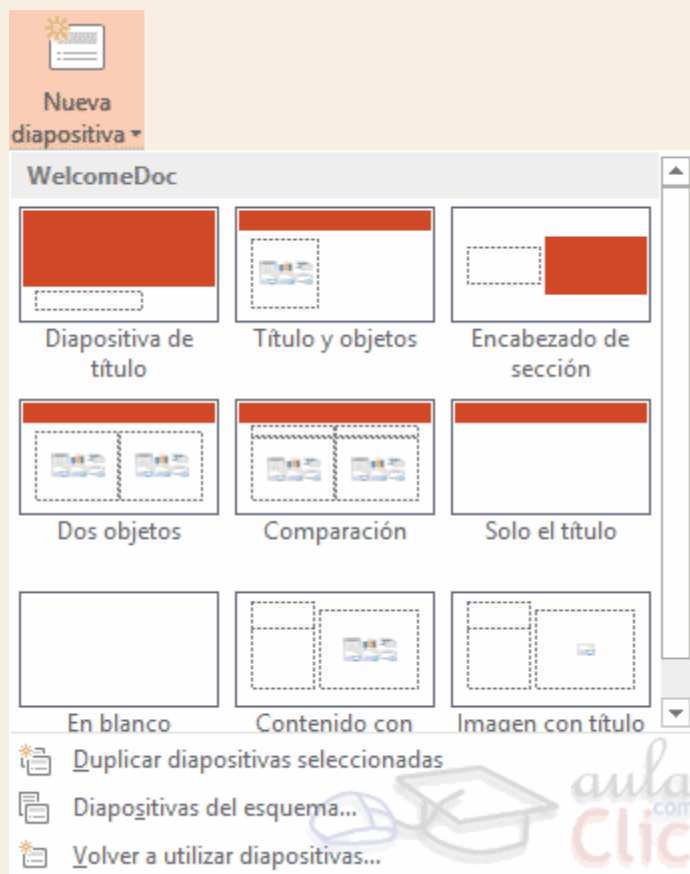 Nueva
diapositiva
WelcomeDoc
Diapositiva de
título
Título y objetos
Encabezado de
sección
Dos objetos
Comparación
Solo el título
En blanco
Contenido con
Imagen con título
Duplicar diapositivas seleccionadas
Diapositivas del esquema...
Volver a utilizar diapositivas...
aula
com
Clic